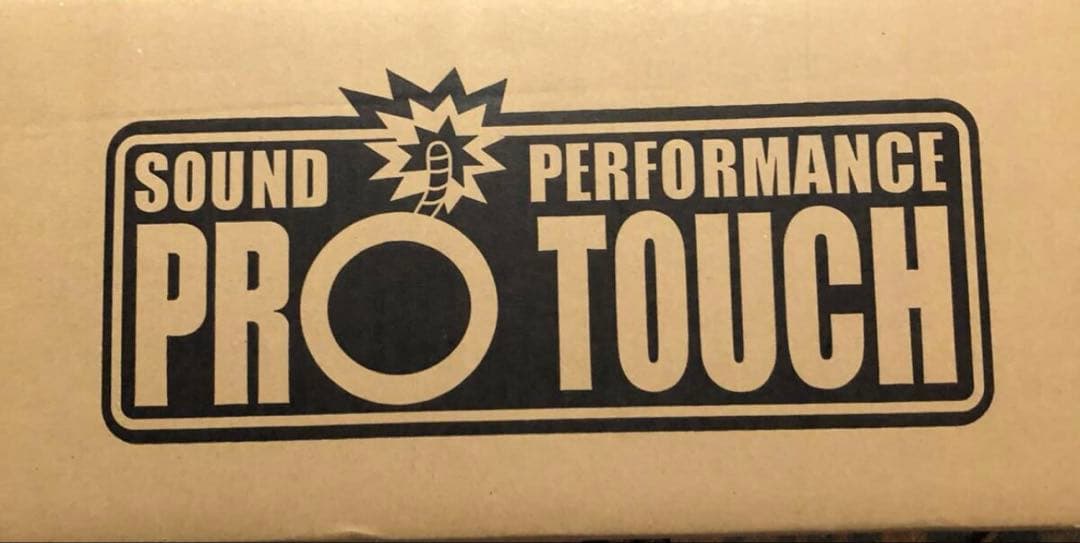 SOUND PERFORMANCE
PRO TOUCH